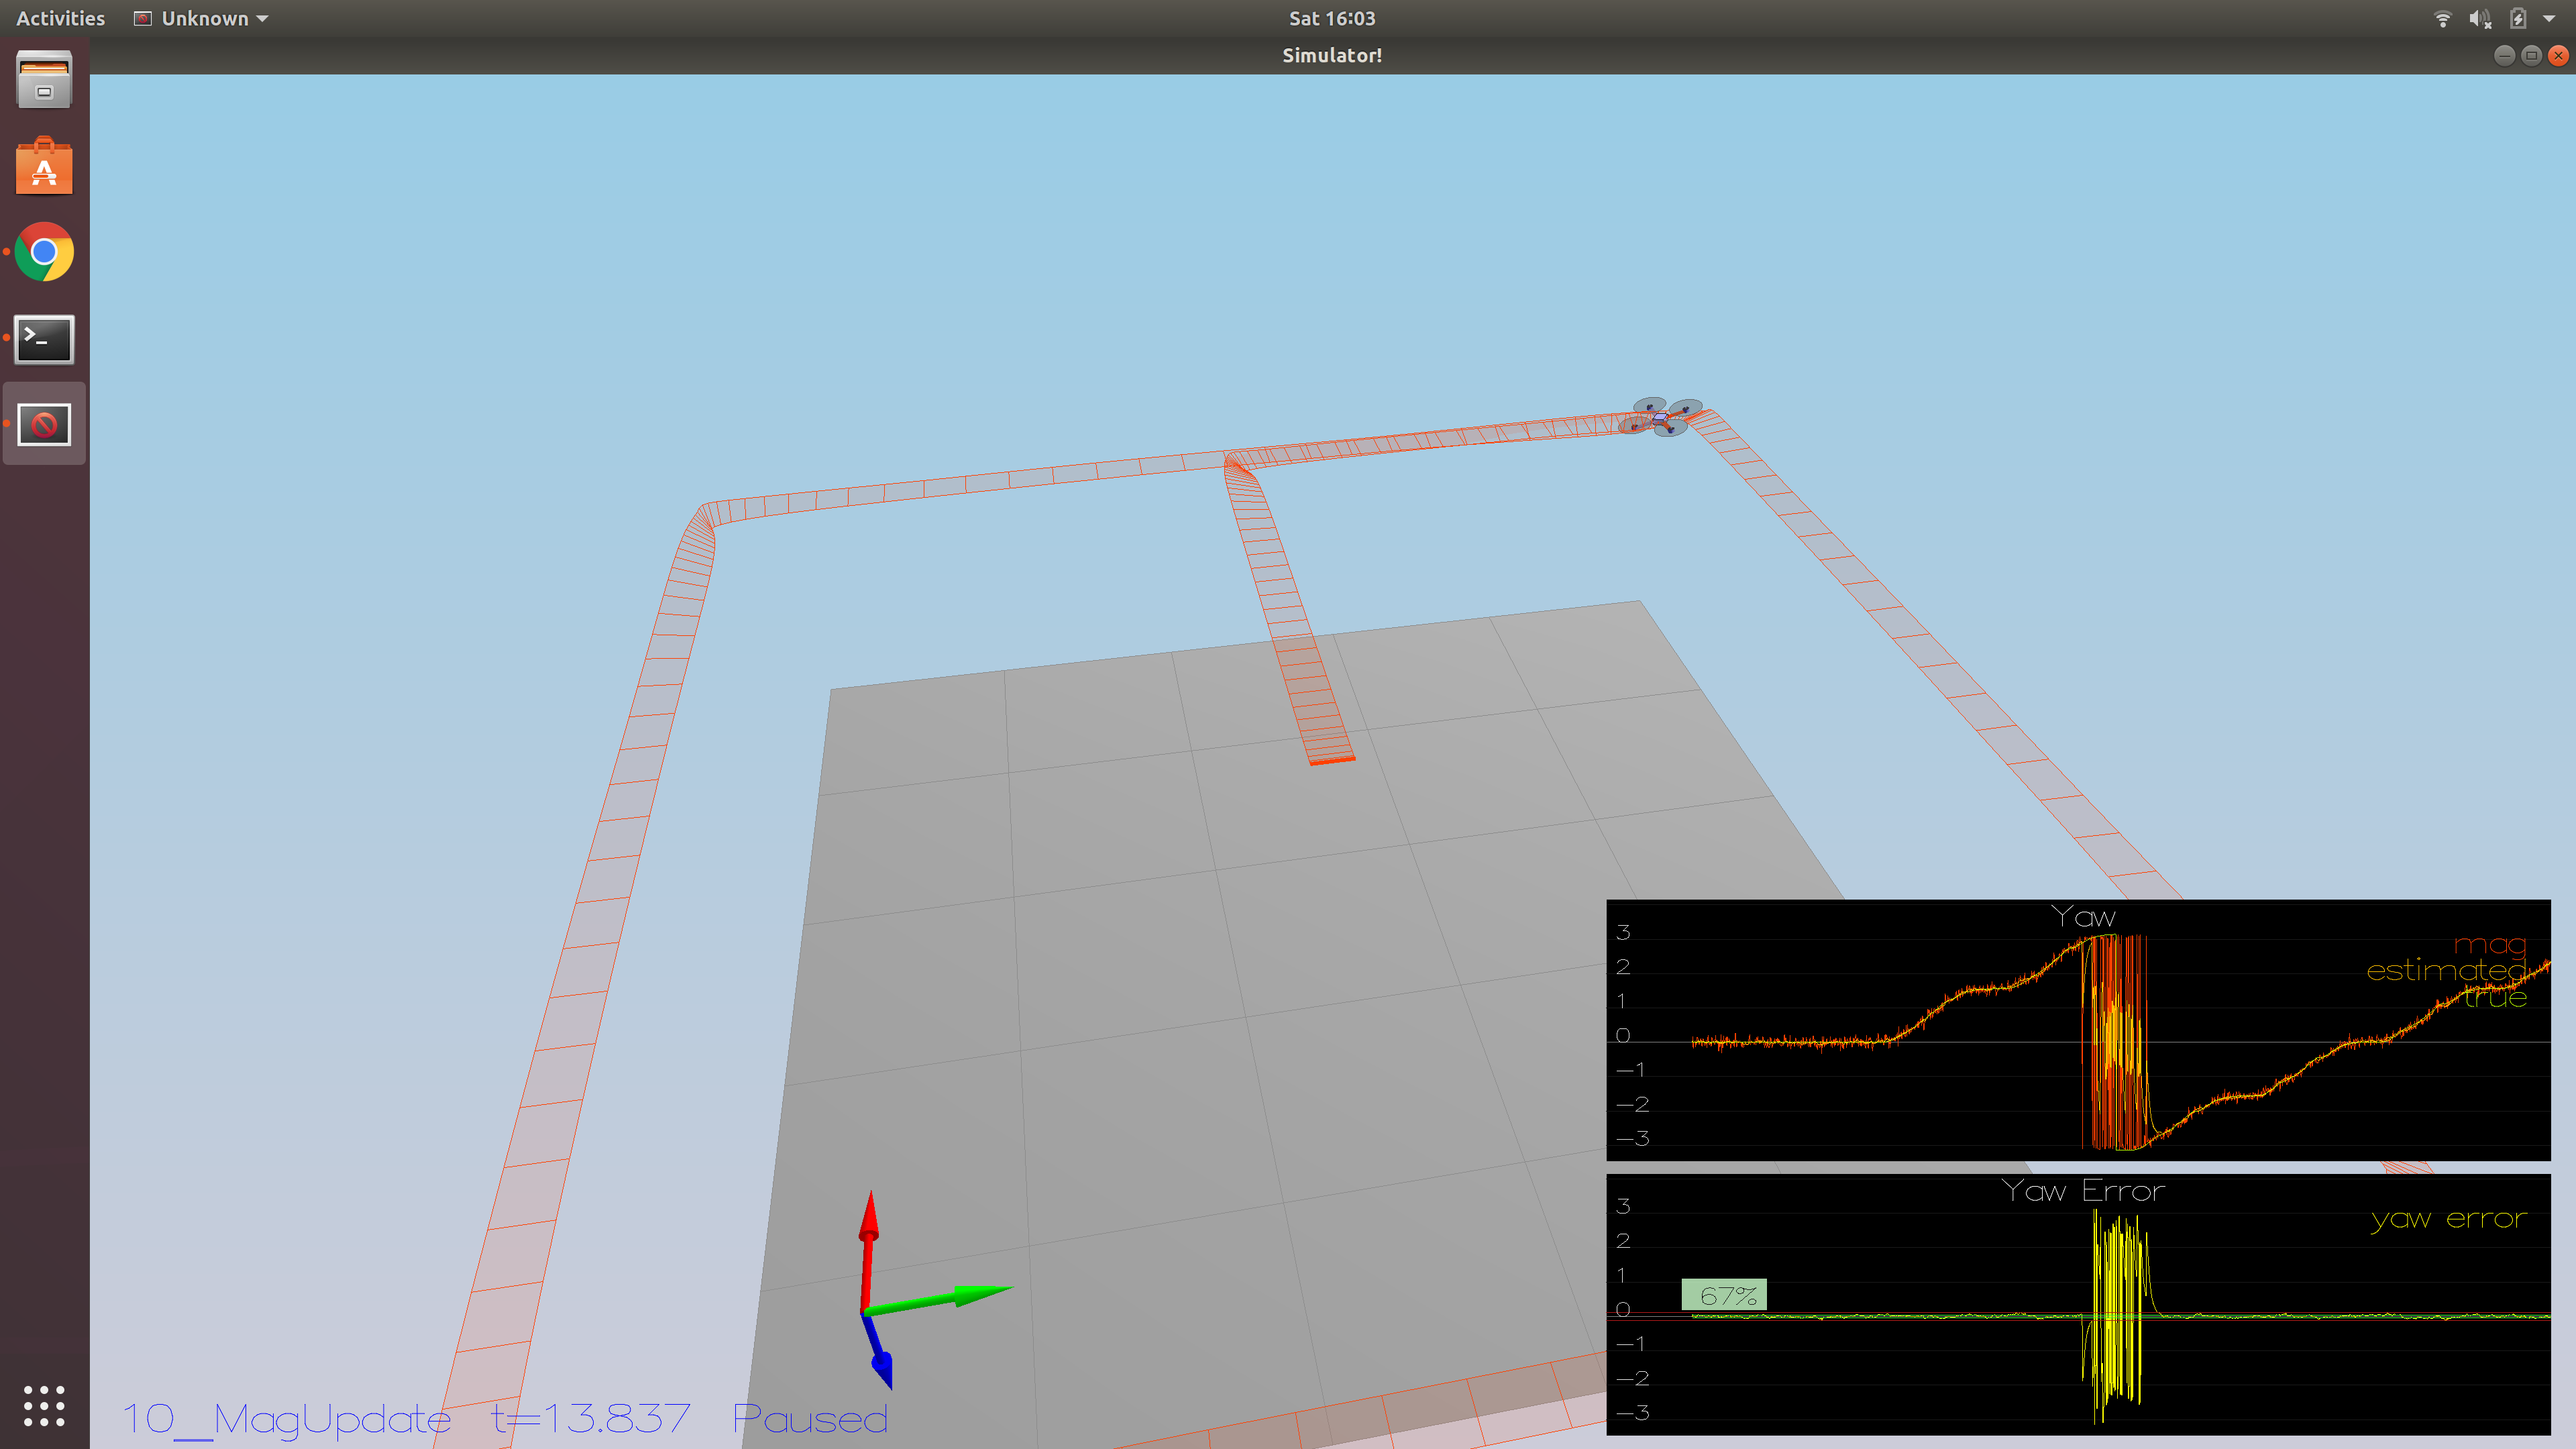 Activities Unknown Sat 16:03
Simulator!
Yaw
3
2
1
0
−1
−2
−3
mag
estimated
true
Yaw Error
3
2
1
0
−1
−2
−3
yaw error
67%
10_MagUpdate t=13.837 Paused